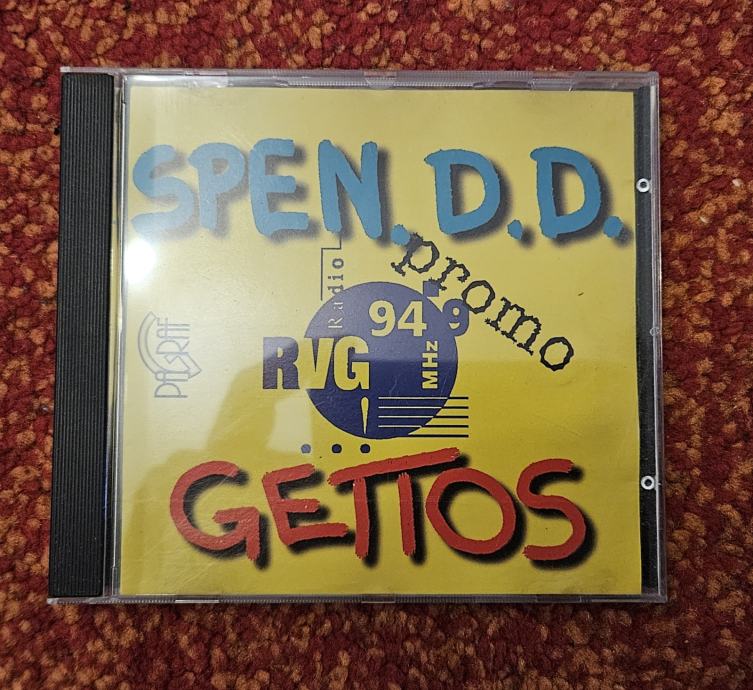 SPEN.D.D.
promo
Radio
94.9
MHz
RVG
GETTOS